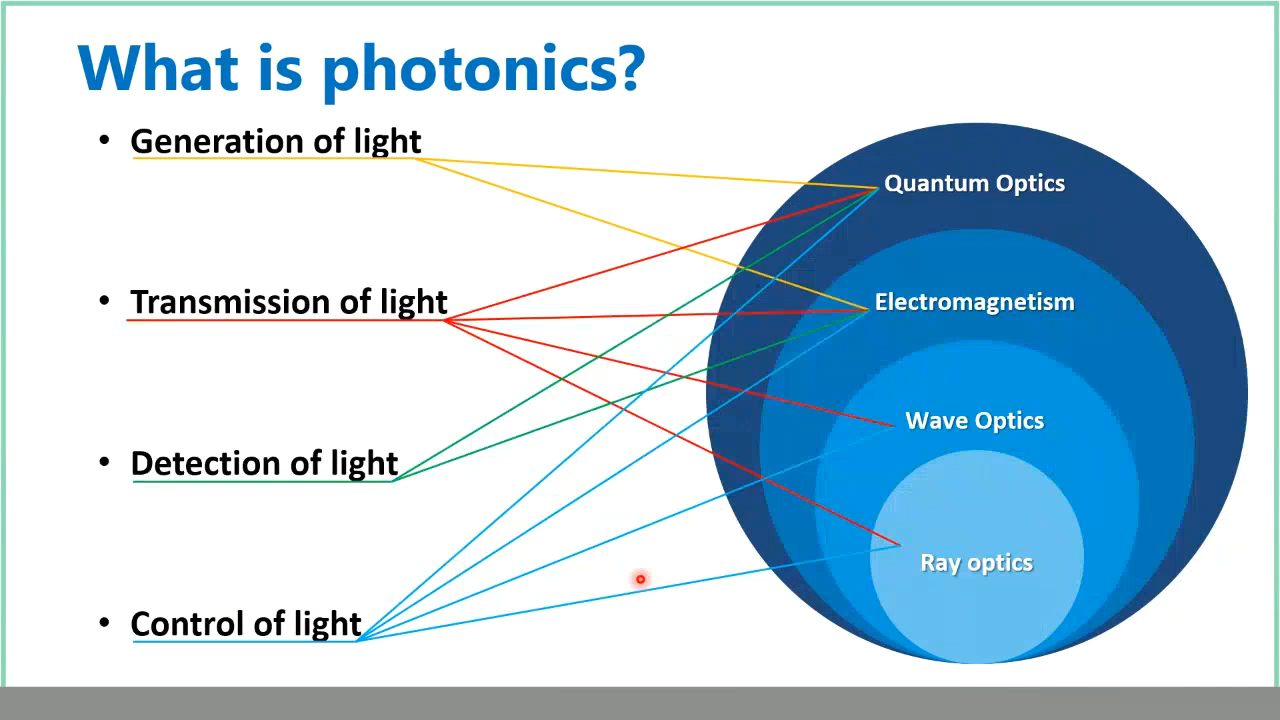 What is photonics?
• Generation of light
• Transmission of light
• Detection of light
• Control of light
Quantum Optics
Electromagnetism
Wave Optics
Ray optics